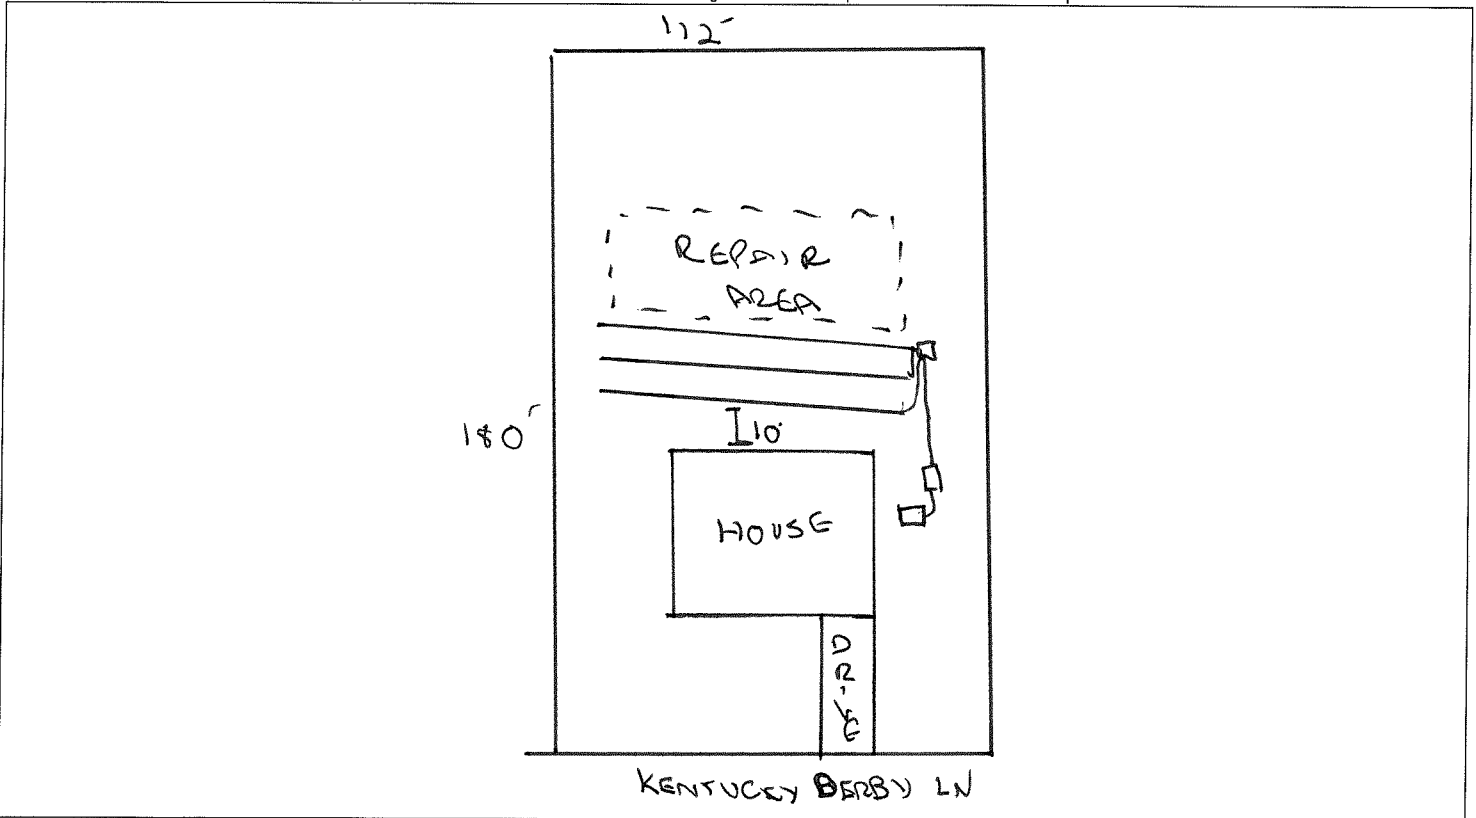 112'
REPAIR
AREA
180'
10'
HOUSE
DRIVE
KENTUCKY DERBY LN